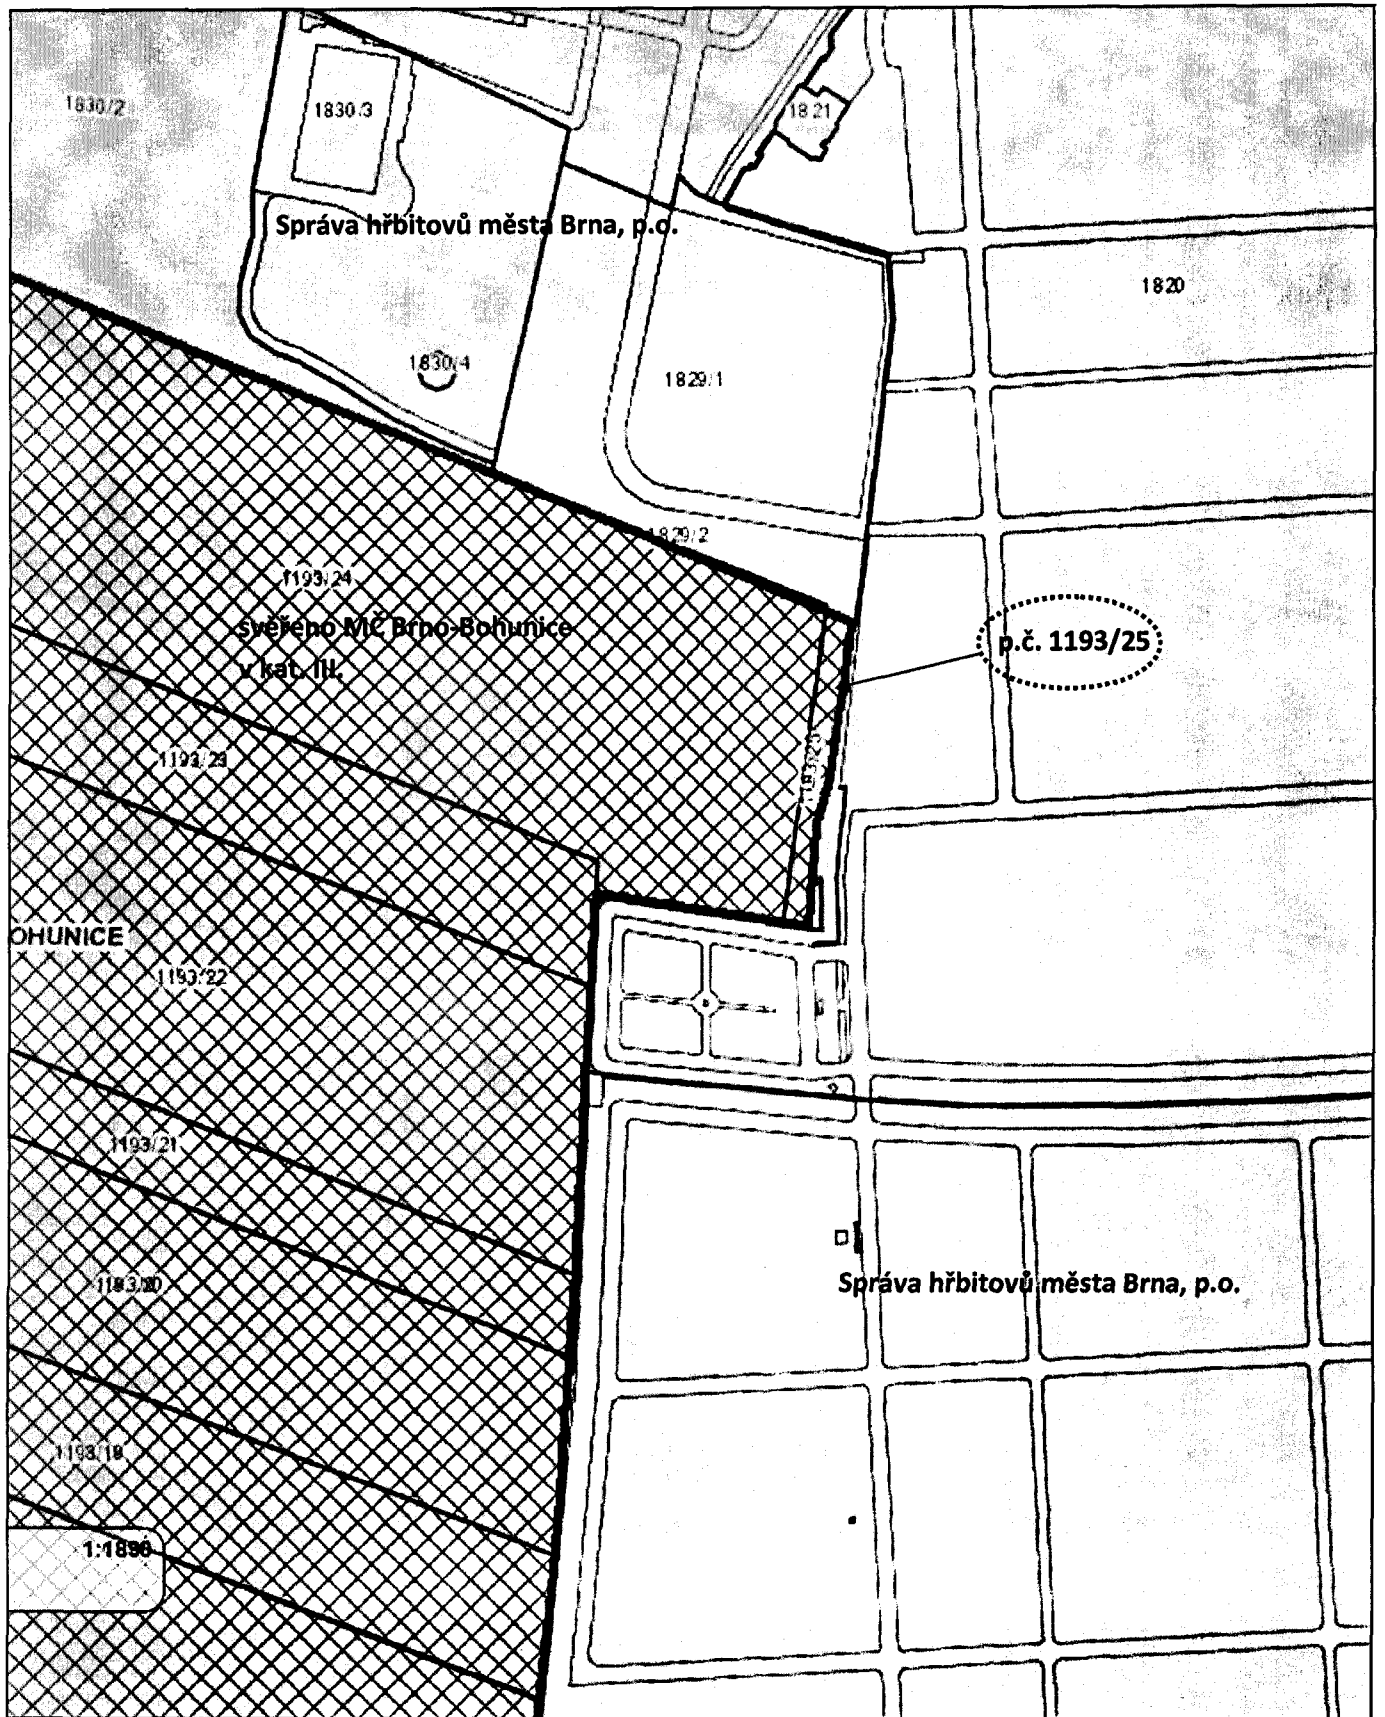 1830/2
1830/3
1821
Správa hřbitovů města Brna, p.o.
1820
1830/4
1829/1
1829/2
1193/24
svěřeno MČ Brno-Bohunice
v kat. III.
p.č. 1193/25
1193/23
1193/25
OHUNICE
1193/22
1193/21
1193/20
Správa hřbitovů města Brna, p.o.
1193/19